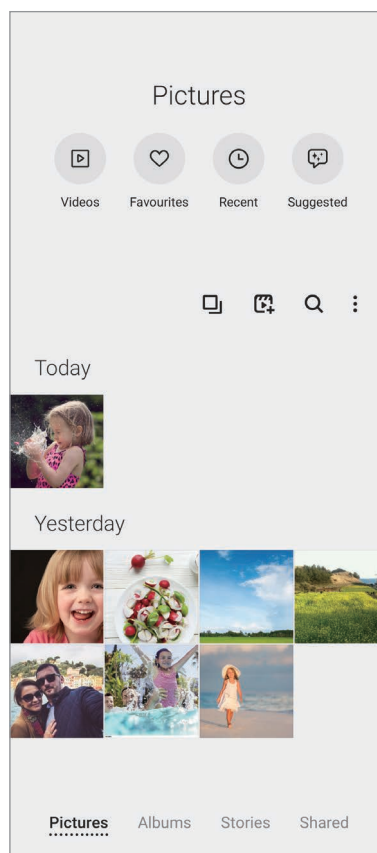 Pictures
Videos Favourites Recent Suggested
Today
Yesterday
Pictures Albums Stories Shared